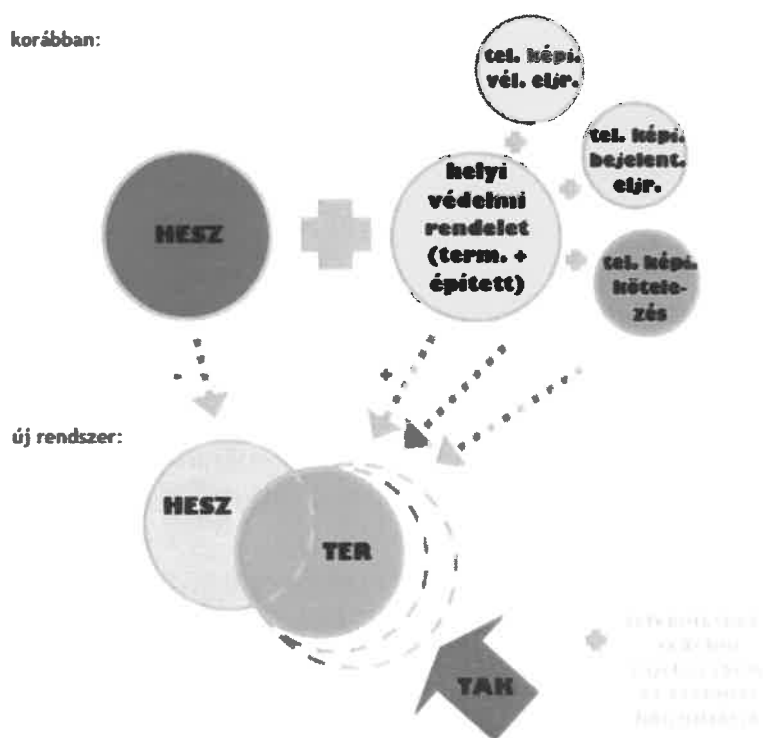 korábban:
tel. képi.
vél. eljr.
tel. képi.
bejelent.
eljr.
HESZ
helyi
védelmi
rendelet
(term. +
épített)
tel. képi.
kötele-
zés
- 
+
új rendszer:
HESZ
TER
TAK